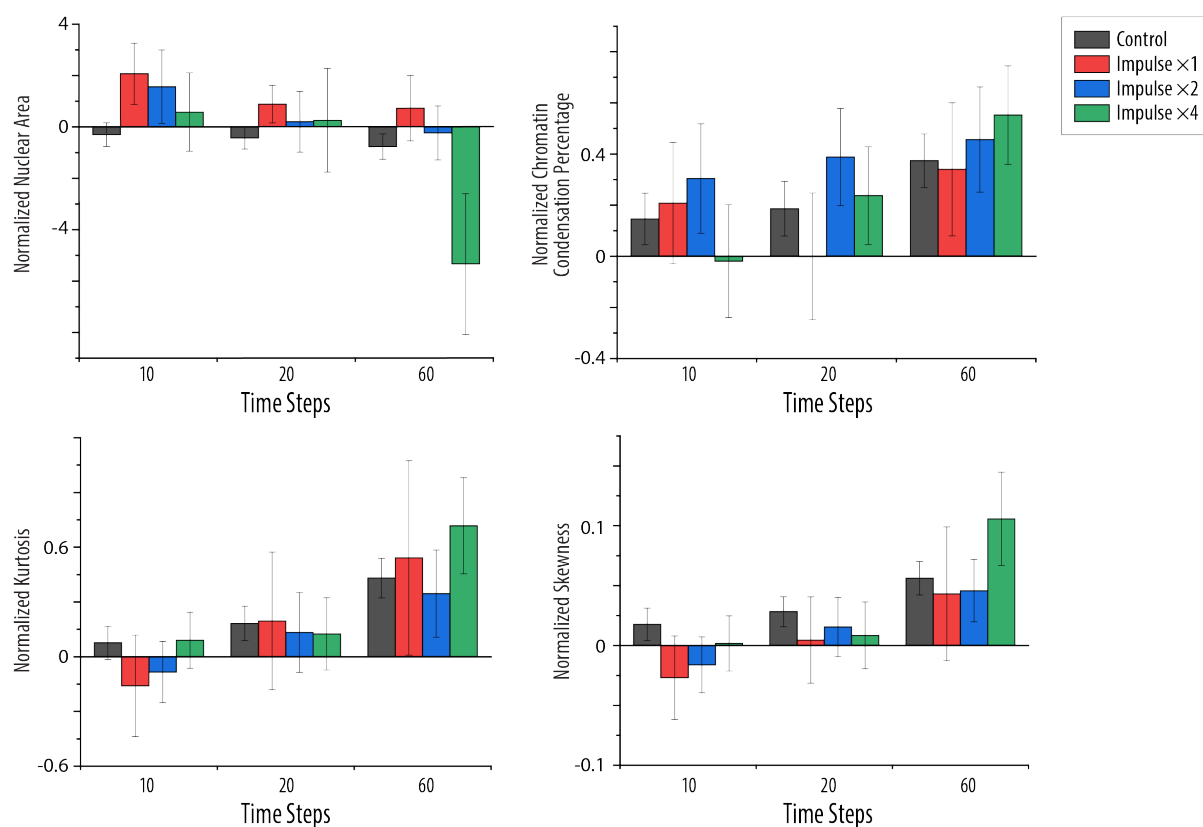 4
0
-4
Normalized Nuclear Area
10
20
60
Time Steps
0.4
0
-0.4
Normalized Chromatin
Condensation Percentage
10
20
60
Time Steps
Control
Impulse ×1
Impulse ×2
Impulse ×4
0.6
0
-0.6
Normalized Kurtosis
10
20
60
Time Steps
0.1
0
-0.1
Normalized Skewness
10
20
60
Time Steps